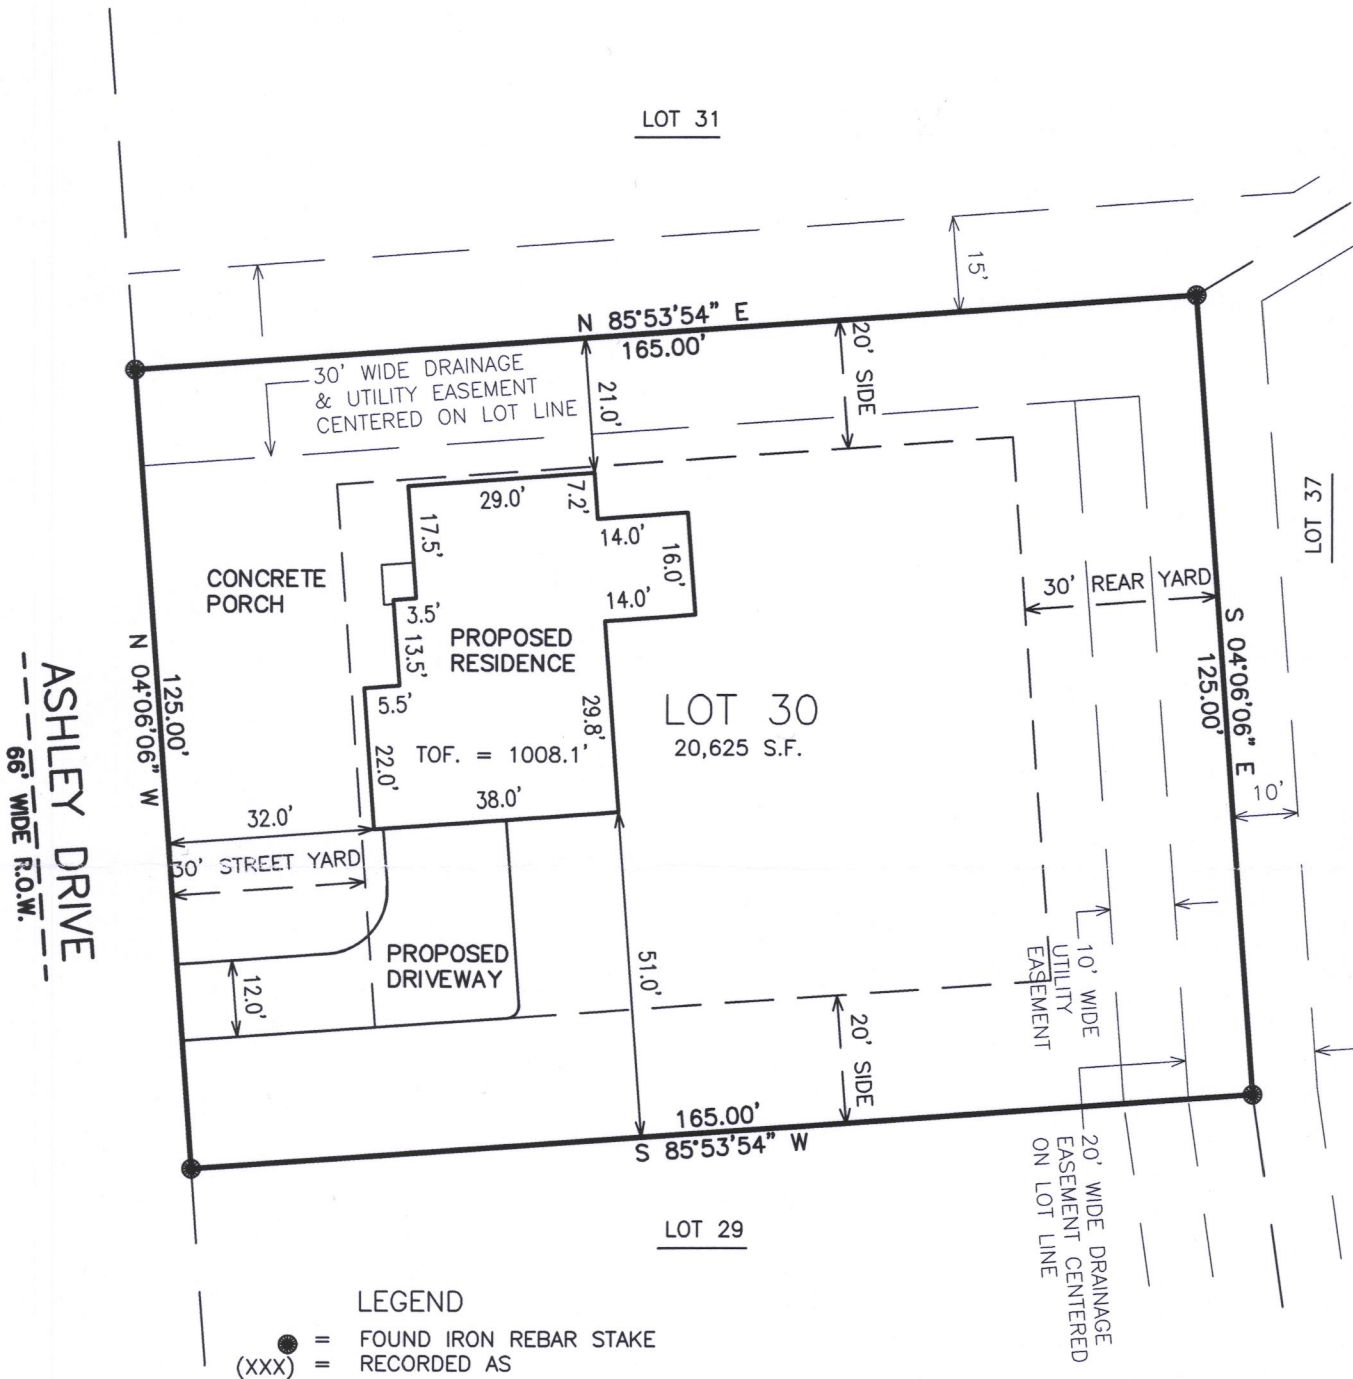 LOT 31
15'
N 85°53'54" E
165.00'
20' SIDE
30' WIDE DRAINAGE
& UTILITY EASEMENT
CENTERED ON LOT LINE
21.0'
29.0'
7.2'
14.0'
17.5'
16.0'
14.0'
CONCRETE
PORCH
3.5'
13.5'
5.5'
PROPOSED
RESIDENCE
29.8'
22.0'
TOF. = 1008.1'
38.0'
LOT 30
20,625 S.F.
30' REAR YARD
LOT 37
S 04°06'06" E
125.00'
10'
N 04°06'06" W
125.00'
ASHLEY DRIVE
66' WIDE R.O.W.
32.0'
30' STREET YARD
PROPOSED
DRIVEWAY
12.0'
51.0'
20' SIDE
10' WIDE
UTILITY
EASEMENT
165.00'
S 85°53'54" W
20' WIDE DRAINAGE
EASEMENT CENTERED
ON LOT LINE
LOT 29
LEGEND
= FOUND IRON REBAR STAKE
(XXX) = RECORDED AS